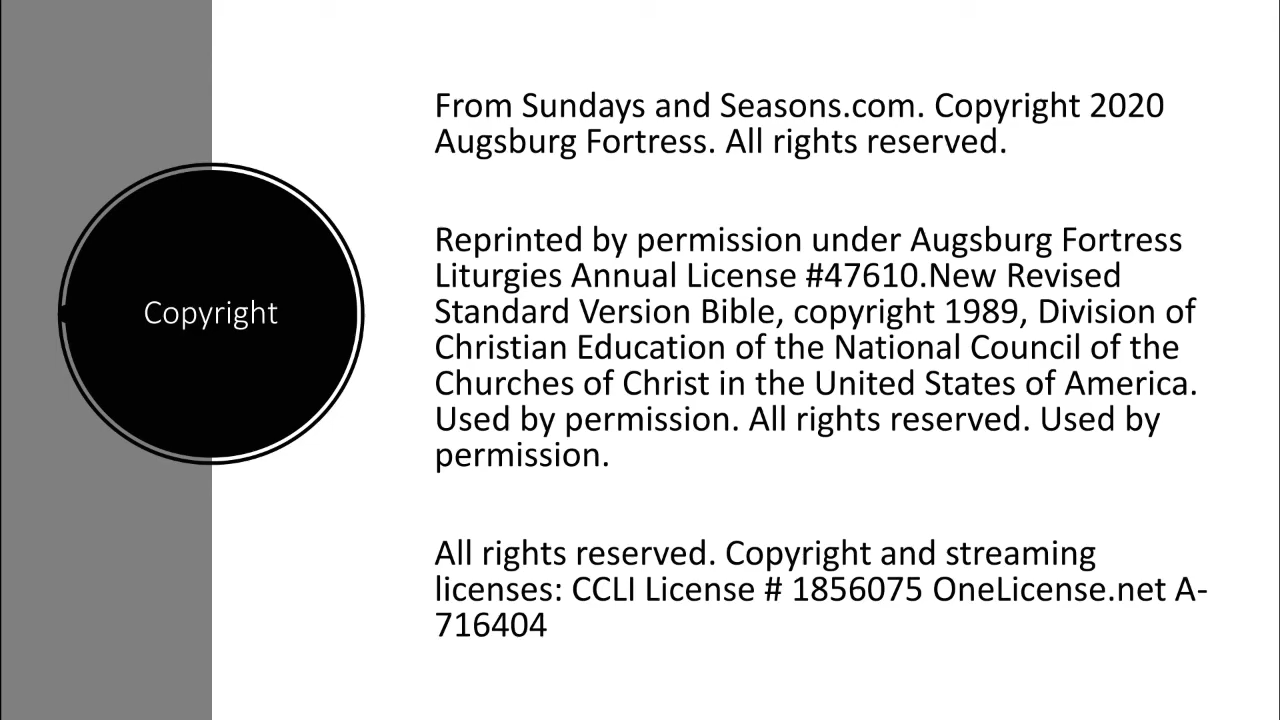 Copyright
From Sundays and Seasons.com. Copyright 2020
Augsburg Fortress. All rights reserved.
Reprinted by permission under Augsburg Fortress
Liturgies Annual License #47610.New Revised
Standard Version Bible, copyright 1989, Division of
Christian Education of the National Council of the
Churches of Christ in the United States of America.
Used by permission. All rights reserved. Used by
permission.
All rights reserved. Copyright and streaming
licenses: CCLI License # 1856075 OneLicense.net A-
716404